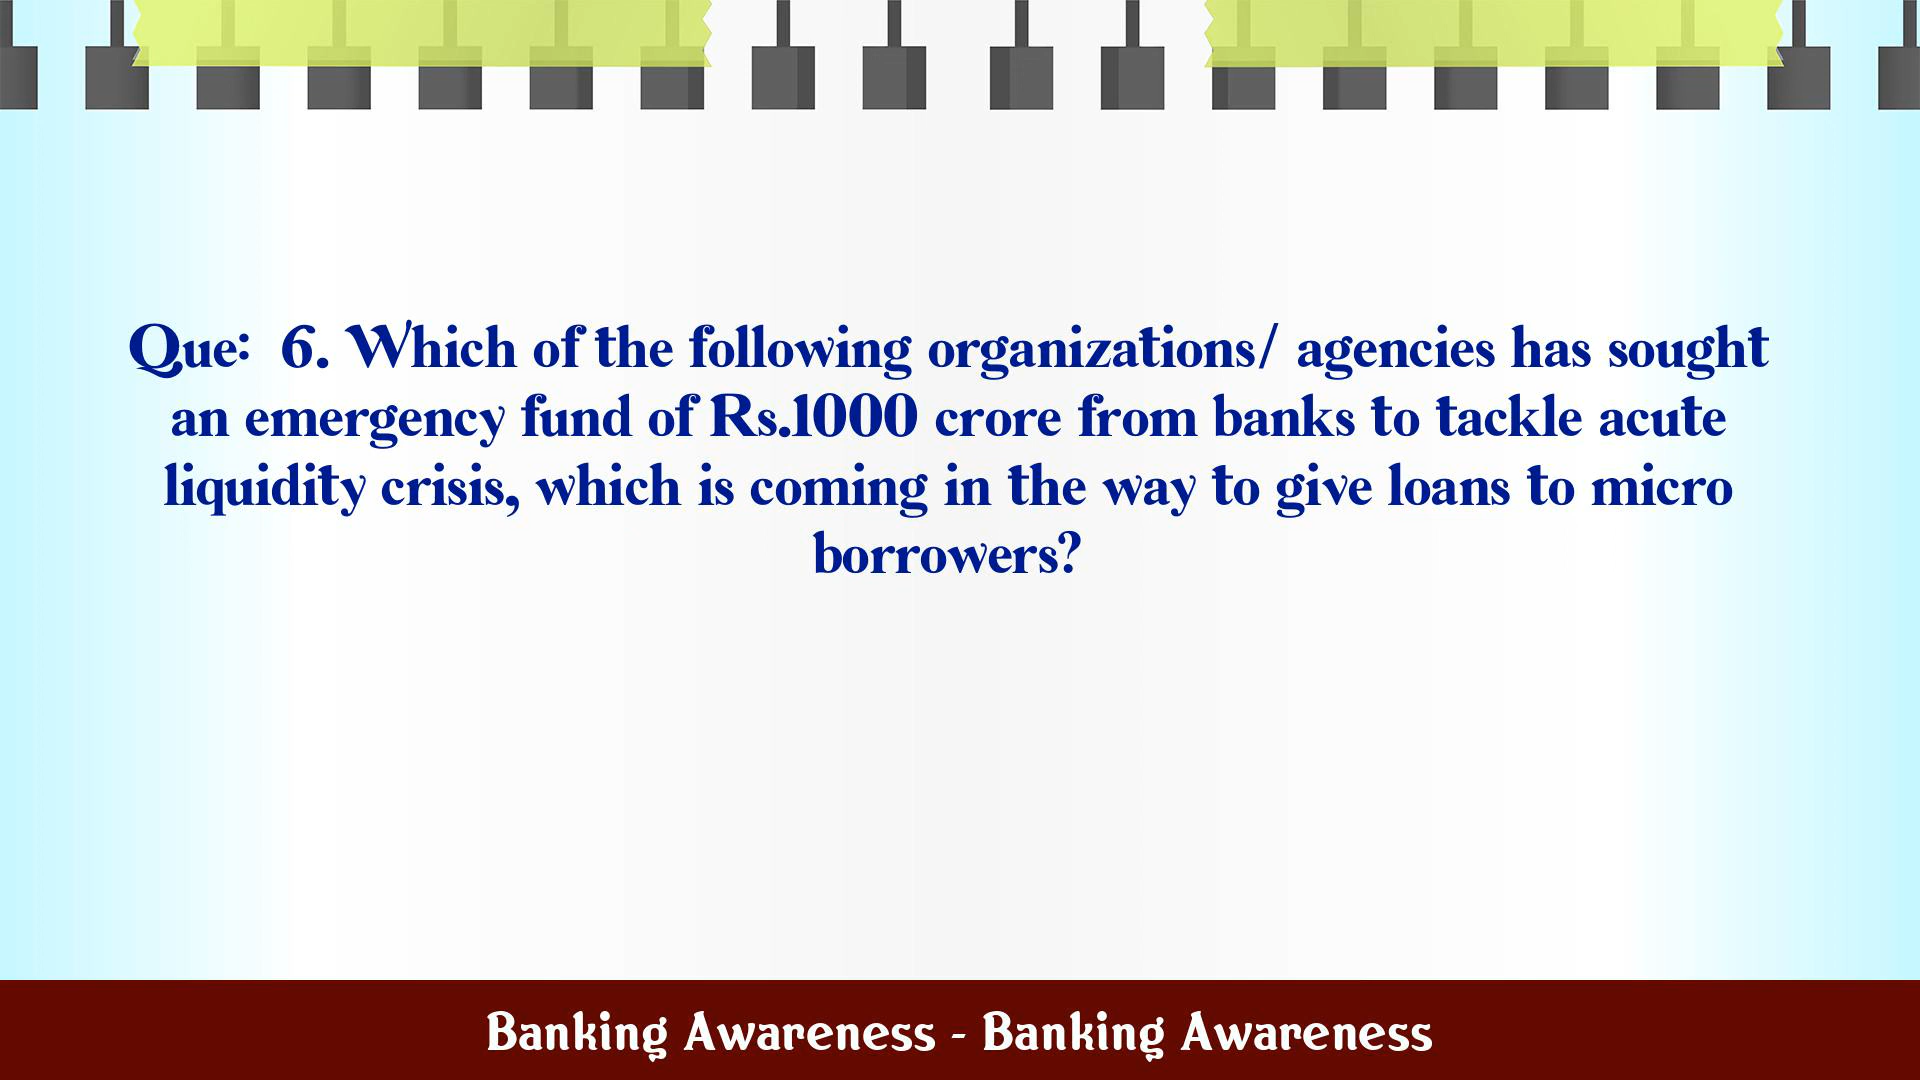 Que: 6. Which of the following organizations/ agencies has sought
an emergency fund of Rs.1000 crore from banks to tackle acute
liquidity crisis, which is coming in the way to give loans to micro
borrowers?
Banking Awareness - Banking Awareness